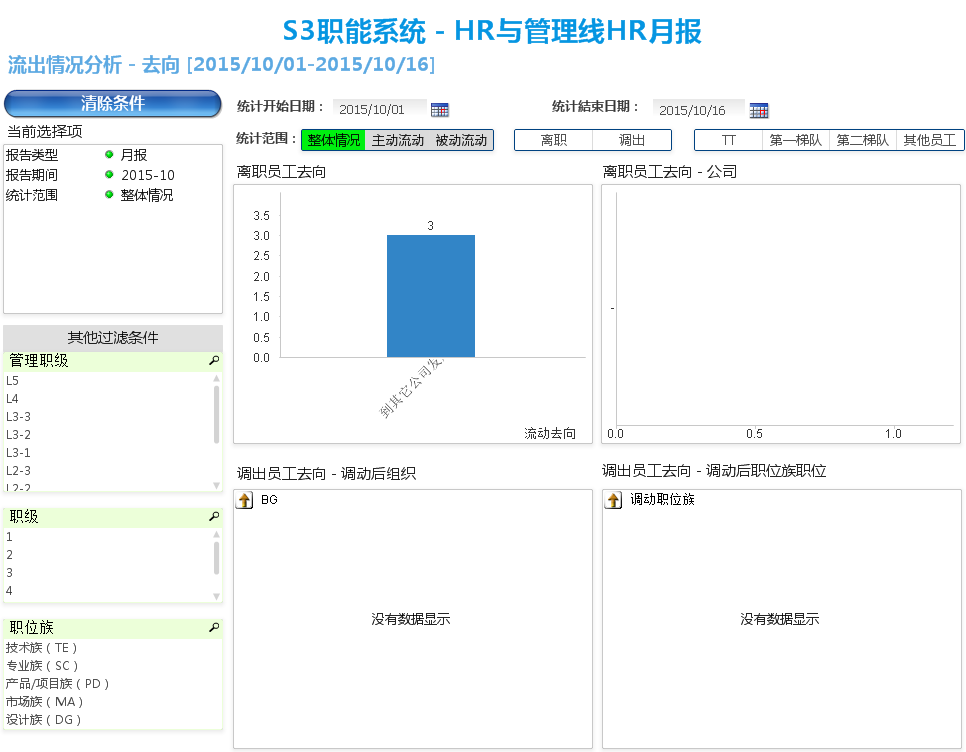 S3职能系统 - HR与管理线HR月报
流出情况分析 - 去向 [2015/10/01-2015/10/16]
清除条件
统计开始日期： 2015/10/01 统计結束日期： 2015/10/16
当前选择项
统计范围： 整体情况 主动流动 被动流动 离职 调出 TT 第一梯队 第二梯队 其他员工
报告类型 月报
报告期间 2015-10
统计范围 整体情况
离职员工去向
3.5
3.0
2.5
2.0
1.5
1.0
0.5
0.0
3
到其它公司发
流动去向
离职员工去向 - 公司
-
0.0 0.5 1.0
其他过滤条件
管理职级
L5
L4
L3-3
L3-2
L3-1
L2-3
L2-2
职级
1
2
3
4
职位族
技术族（TE）
专业族（SC）
产品/项目族（PD）
市场族（MA）
设计族（DG）
调出员工去向 - 调动后组织
BG
没有数据显示
调出员工去向 - 调动后职位族职位
调动职位族
没有数据显示